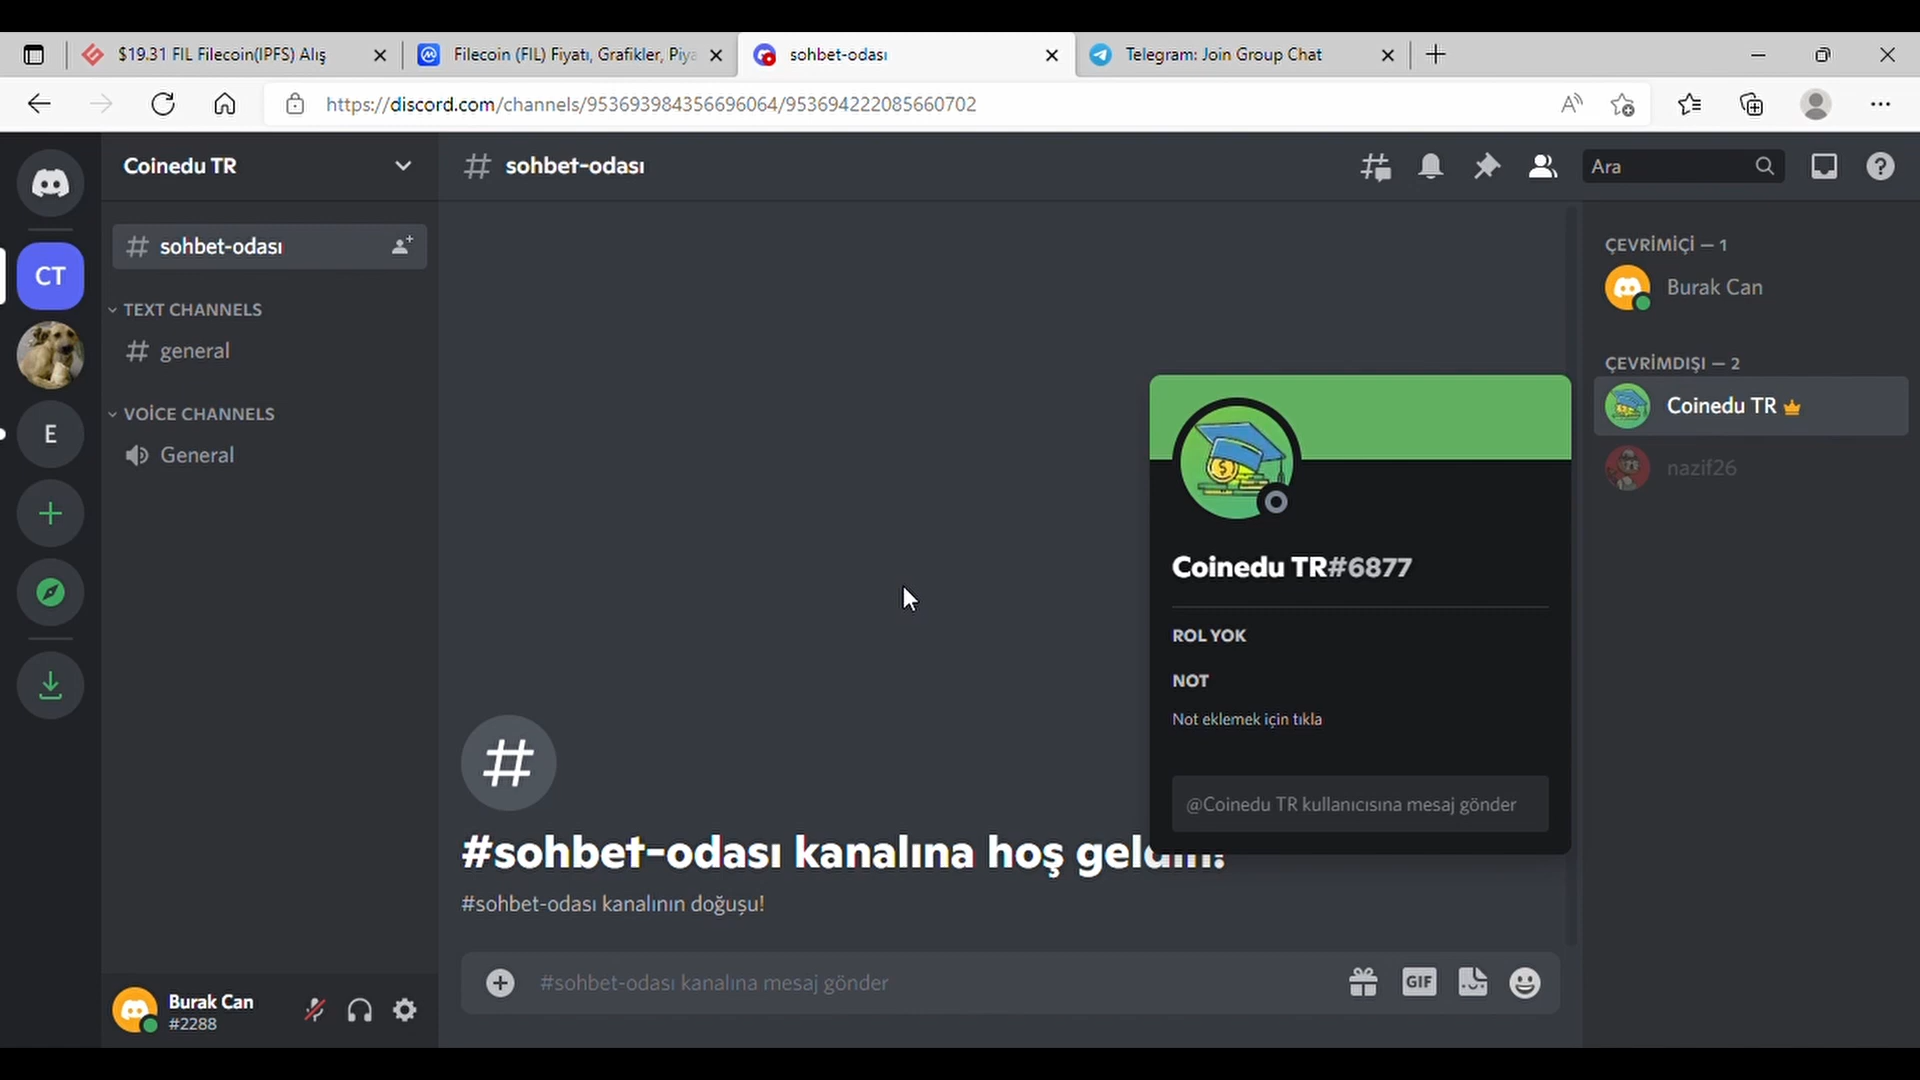 $19.31 FIL Filecoin(IPFS) Alış
Filecoin (FIL) Fiyatı, Grafikler, Piya
sohbet-odası
Telegram: Join Group Chat
https://discord.com/channels/953693984356696064/953694222085660702
Coinedu TR
sohbet-odası
Ara
sohbet-odası
TEXT CHANNELS
general
VOİCE CHANNELS
General
CT
E
ÇEVRİMİÇİ — 1
Burak Can
ÇEVRİMDIŞI — 2
Coinedu TR
nazif26
Coinedu TR#6877
ROL YOK
NOT
Not eklemek için tıkla
@Coinedu TR kullanıcısına mesaj gönder
#sohbet-odası kanalına hoş geldin!
#sohbet-odası kanalının doğuşu!
#sohbet-odası kanalına mesaj gönder
GIF
Burak Can
#2288